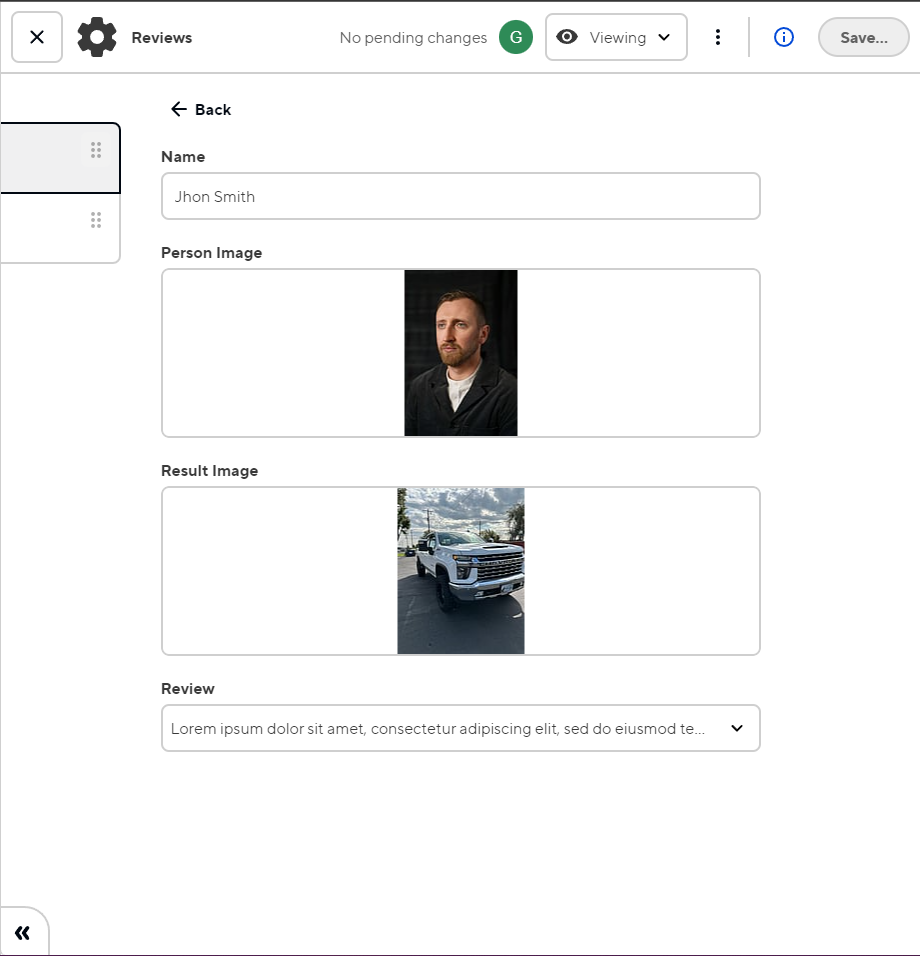 Reviews
No pending changes
G
Viewing
Save...
Back
Name
Jhon Smith
Person Image
Result Image
Review
Lorem ipsum dolor sit amet, consectetur adipiscing elit, sed do eiusmod te...